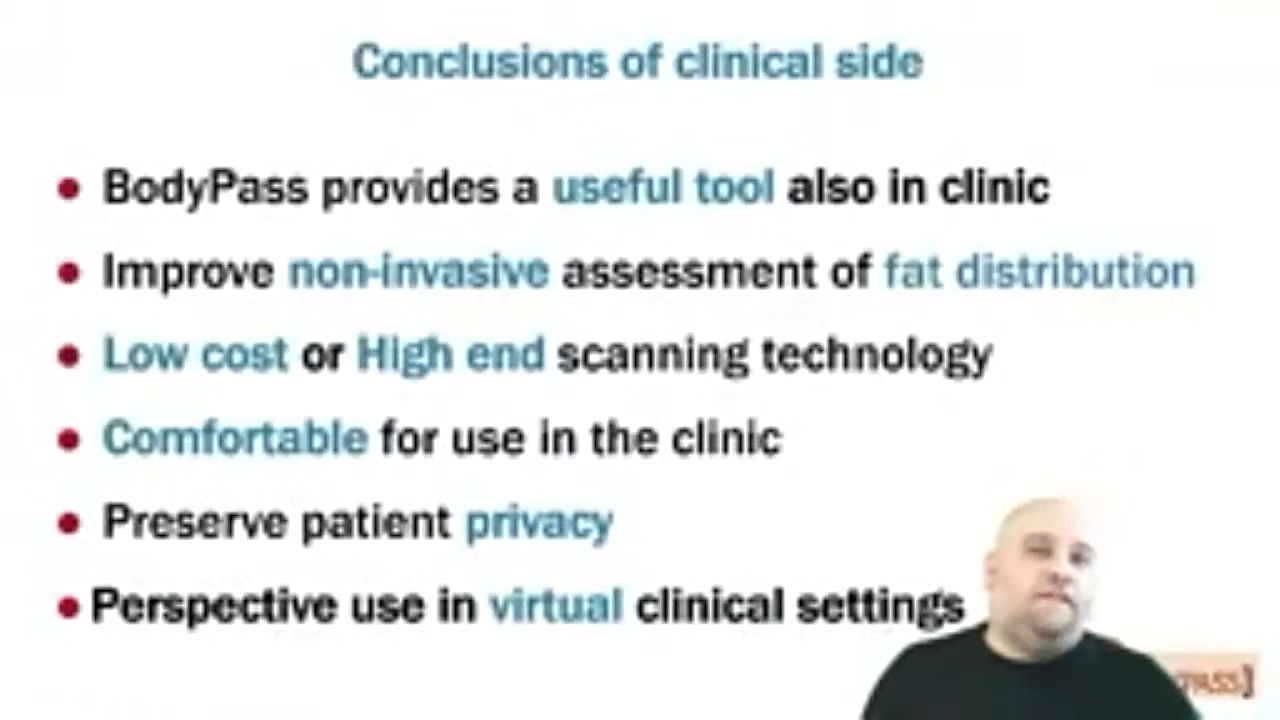 Conclusions of clinical side
• BodyPass provides a useful tool also in clinic
• Improve non-invasive assessment of fat distribution
• Low cost or High end scanning technology
• Comfortable for use in the clinic
• Preserve patient privacy
• Perspective use in virtual clinical settings
PASS]